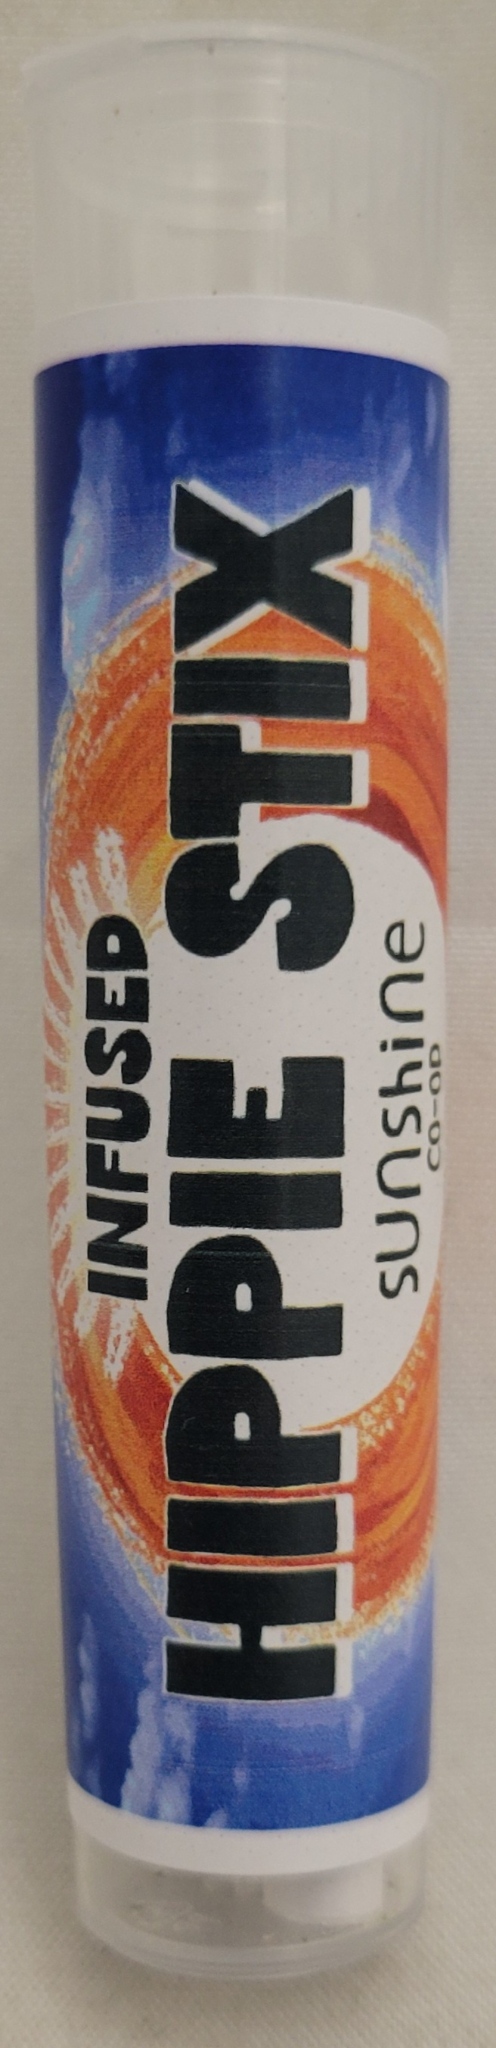 INFUSED
HIPPIE STIX
sunshine
CO-OP